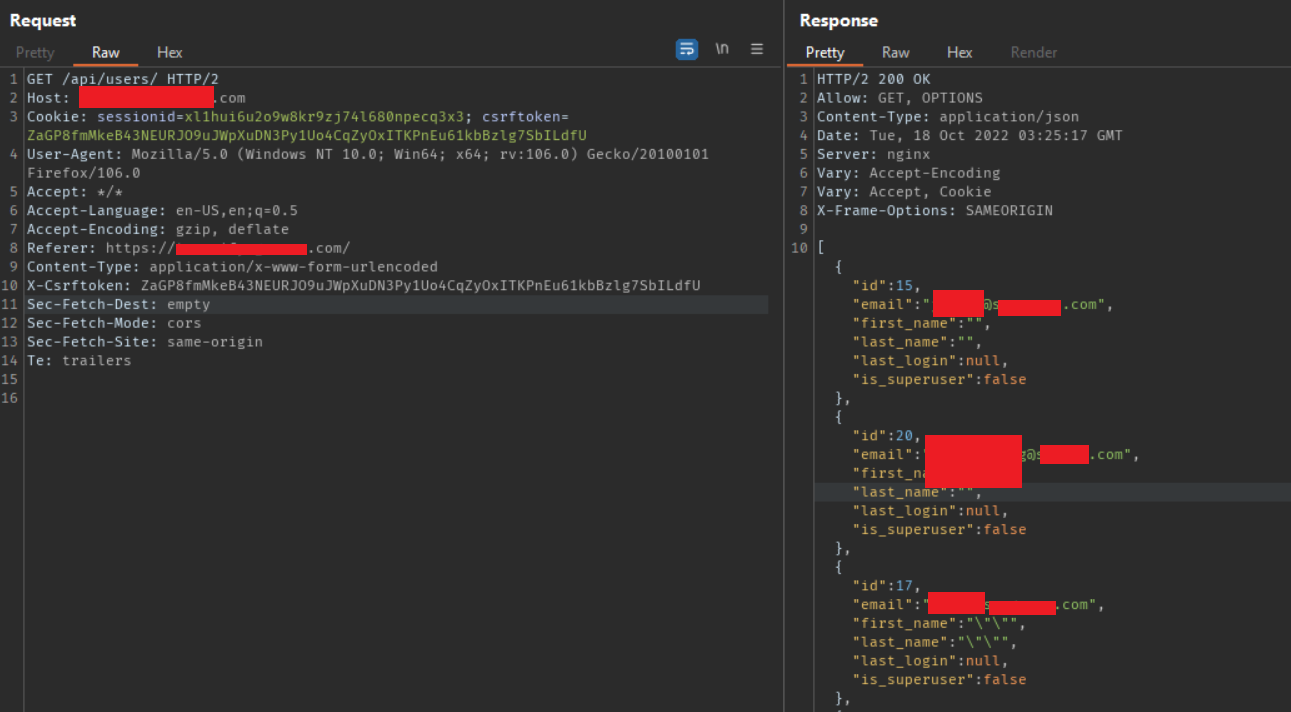 Request
Pretty Raw Hex
\n
1 GET /api/users/ HTTP/2
2 Host: .com
3 Cookie: sessionid=xl1hui6u2o9w8kr9zj74l680npecq3x3; csrftoken=
ZaGP8fmMkeB43NEURJO9uJWpXuDN3Py1Uo4CqZyOxITKPnEu61kbBzlg7SbILdfU
4 User-Agent: Mozilla/5.0 (Windows NT 10.0; Win64; x64; rv:106.0) Gecko/20100101
Firefox/106.0
5 Accept: */*
6 Accept-Language: en-US,en;q=0.5
7 Accept-Encoding: gzip, deflate
8 Referer: https:// .com/
9 Content-Type: application/x-www-form-urlencoded
10 X-Csrftoken: ZaGP8fmMkeB43NEURJO9uJWpXuDN3Py1Uo4CqZyOxITKPnEu61kbBzlg7SbILdfU
11 Sec-Fetch-Dest: empty
12 Sec-Fetch-Mode: cors
13 Sec-Fetch-Site: same-origin
14 Te: trailers
15
16
Response
Pretty Raw Hex Render
1 HTTP/2 200 OK
2 Allow: GET, OPTIONS
3 Content-Type: application/json
4 Date: Tue, 18 Oct 2022 03:25:17 GMT
5 Server: nginx
6 Vary: Accept-Encoding
7 Vary: Accept, Cookie
8 X-Frame-Options: SAMEORIGIN
9
10 [
{
"id":15,
"email":" @s .com",
"first_name":"",
"last_name":"",
"last_login":null,
"is_superuser":false
},
{
"id":20,
"email":" g@s .com",
"first_na
"last_name":"",
"last_login":null,
"is_superuser":false
},
{
"id":17,
"email":" s .com",
"first_name":"\"\"",
"last_name":"\"\"",
"last_login":null,
"is_superuser":false
},